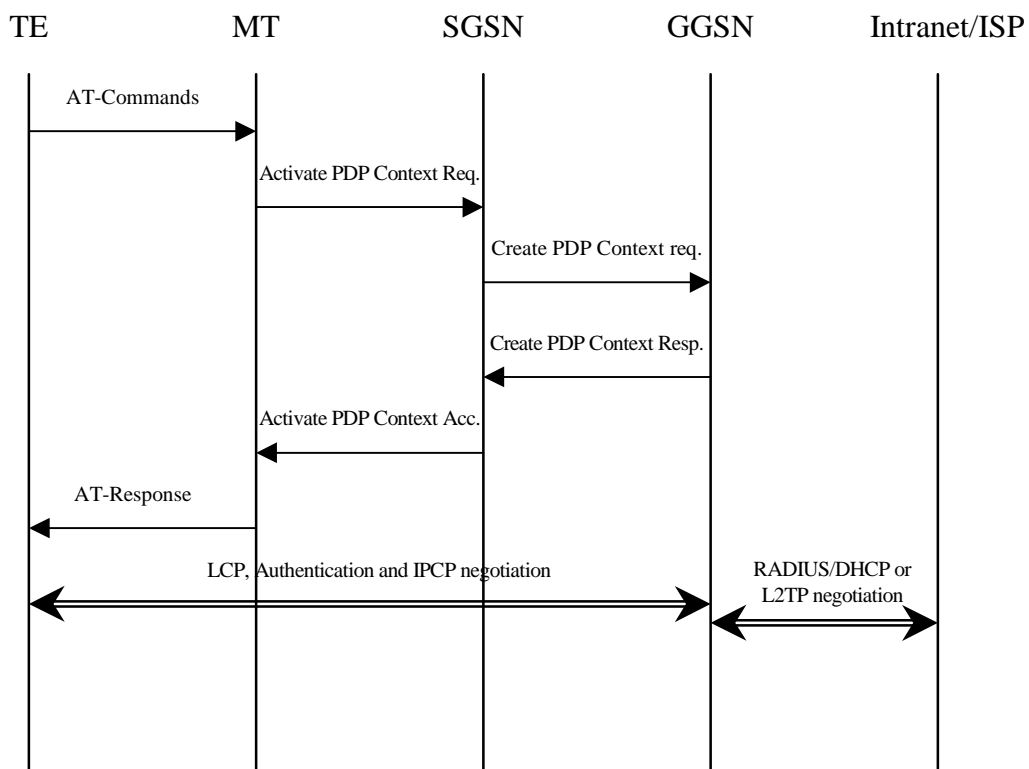 TE MT SGSN GGSN Intranet/ISP
AT-Commands
Activate PDP Context Req.
Create PDP Context req.
Create PDP Context Resp.
Activate PDP Context Acc.
AT-Response
LCP, Authentication and IPCP negotiation
RADIUS/DHCP or
L2TP negotiation